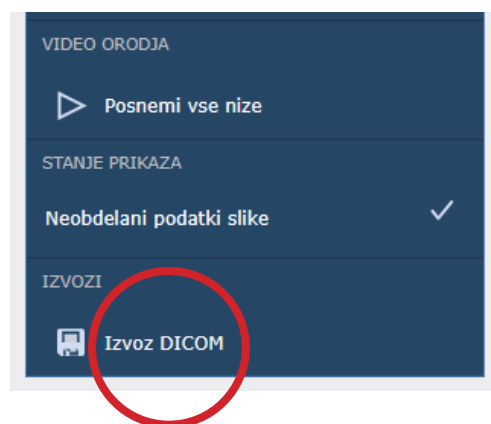 VIDEO ORODJA
Posnemi vse nize
STANJE PRIKAZA
Neobdelani podatki slike
IZVOZI
Izvoz DICOM